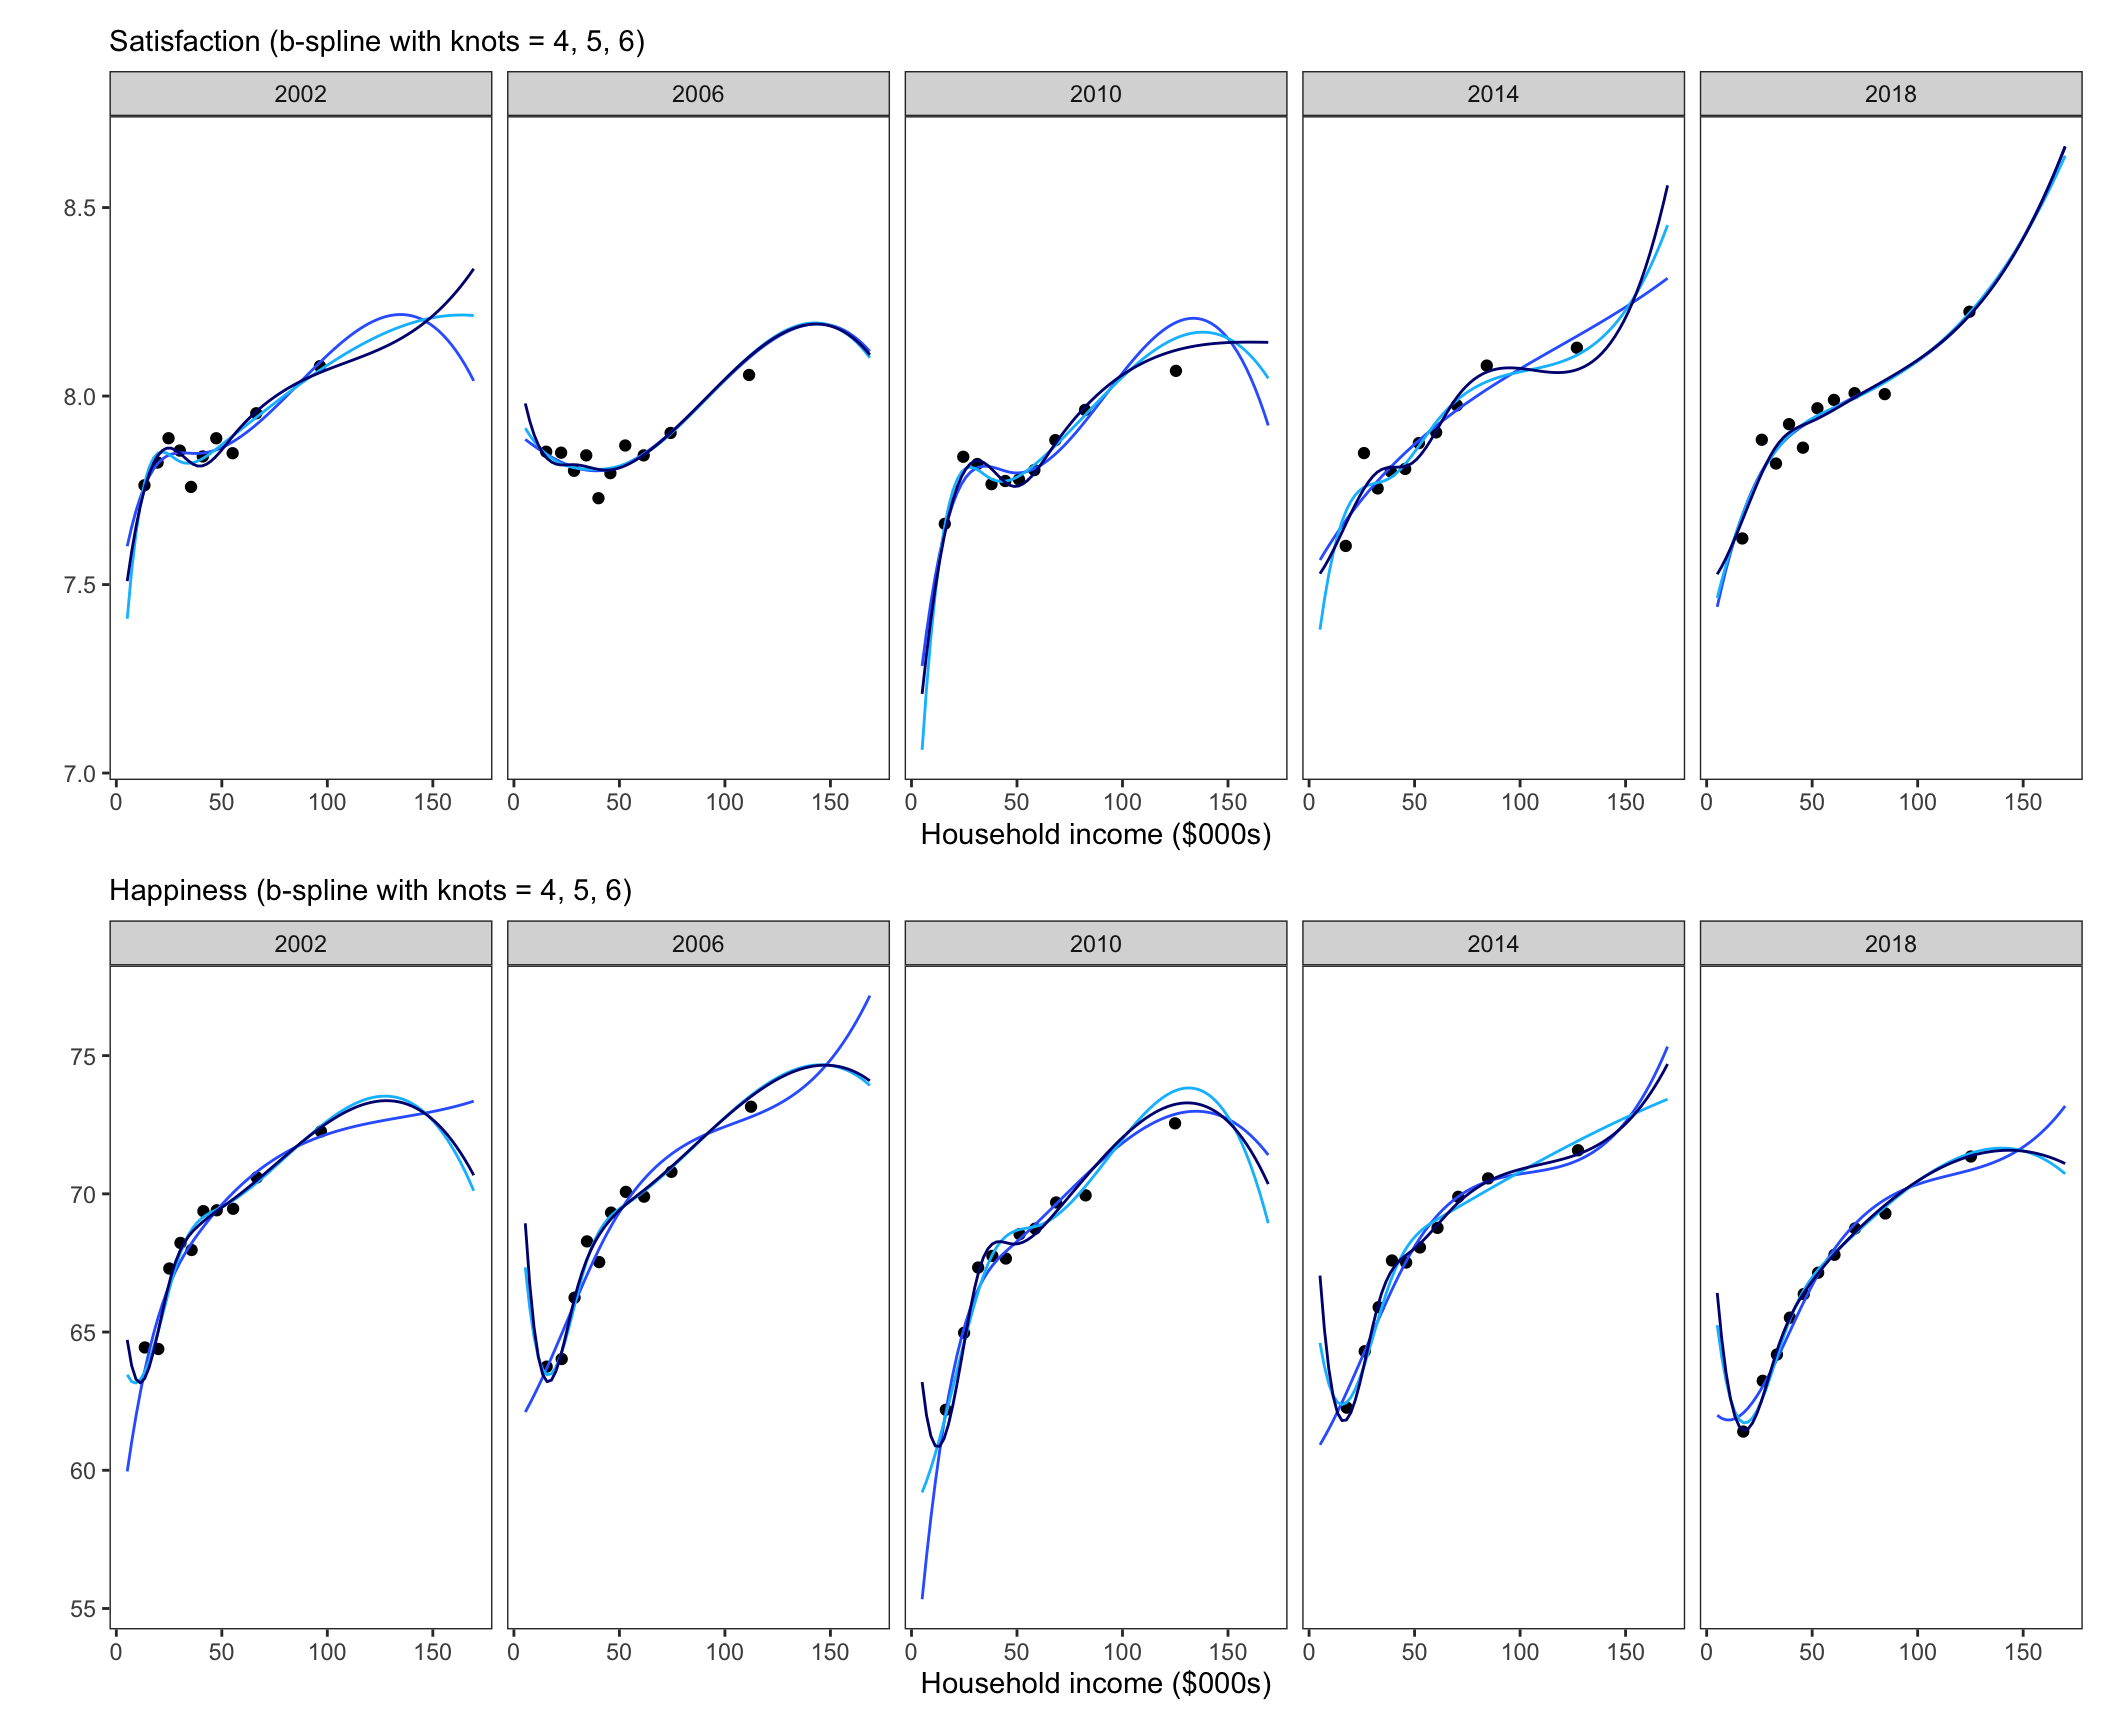 Satisfaction (b-spline with knots = 4, 5, 6)
2002 2006 2010 2014 2018
8.5
8.0
7.5
7.0
0 50 100 150 0 50 100 150 0 50 100 150 0 50 100 150 0 50 100 150
Household income ($000s)
Happiness (b-spline with knots = 4, 5, 6)
2002 2006 2010 2014 2018
75
70
65
60
55
0 50 100 150 0 50 100 150 0 50 100 150 0 50 100 150 0 50 100 150
Household income ($000s)